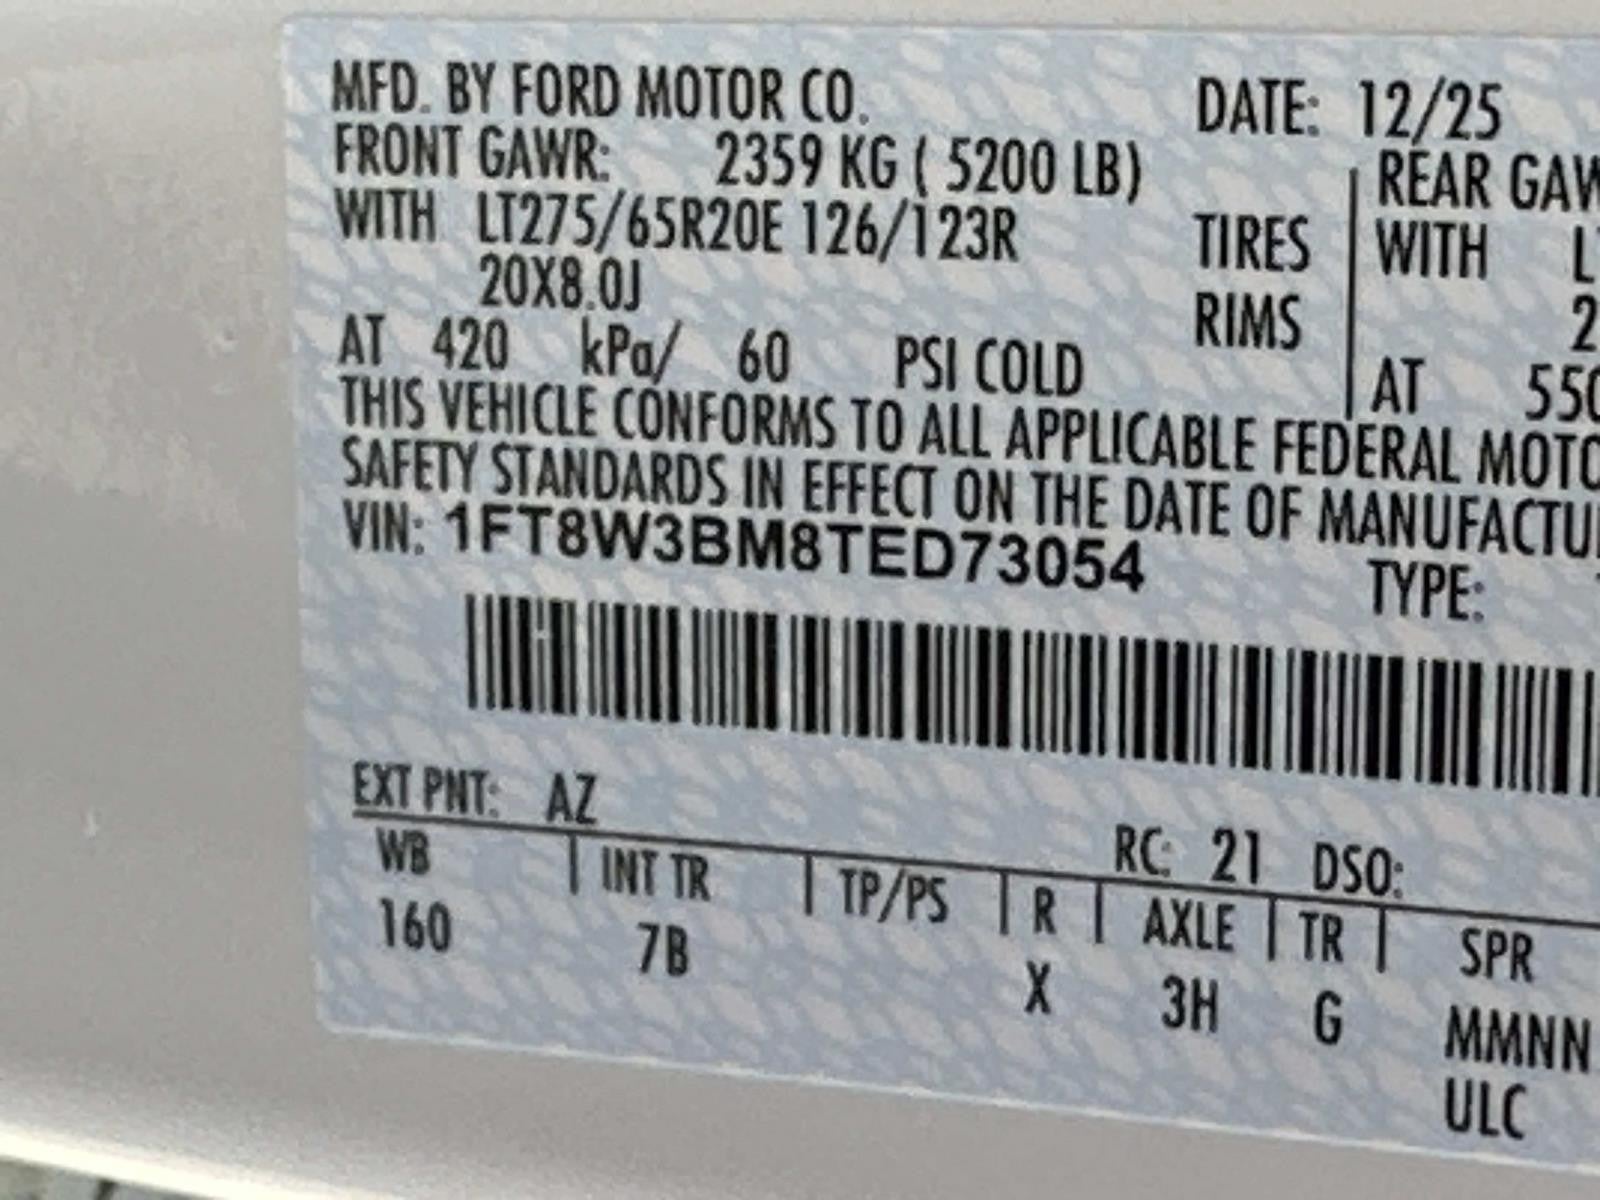 MFD. BY FORD MOTOR CO.
DATE: 12/25
FRONT GAWR: 2359 KG ( 5200 LB)
REAR GAW
WITH LT275/65R20E 126/123R TIRES
WITH L
20X8.0J RIMS
2
AT 420 kPa/ 60 PSI COLD
AT 550
THIS VEHICLE CONFORMS TO ALL APPLICABLE FEDERAL MOTO
SAFETY STANDARDS IN EFFECT ON THE DATE OF MANUFACTU
VIN: 1FT8W3BM8TED73054
TYPE:
EXT PNT: AZ
RC: 21 DSO:
WB | INT TR | TP/PS | R | AXLE | TR | SPR
160 7B X 3H G MMNN
ULC